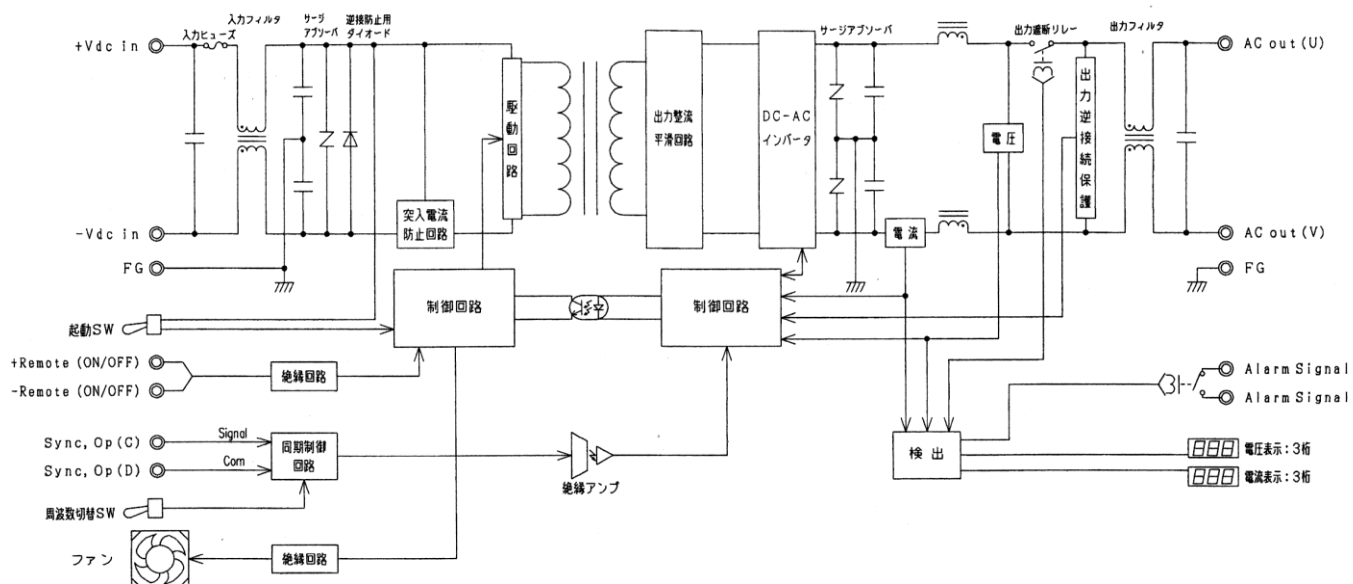 +Vdc in
入力ヒューズ
入力フィルタ
サージ
アブソーバ
逆接防止用
ダイオード
サージアブソーバ
出力遮断リレー
出力フィルタ
AC out (U)
駆動回路
出力整流
平滑回路
DC-AC
インバータ
電圧
出力逆接続保護
突入電流
防止回路
電流
-Vdc in
AC out (V)
FG
FG
制御回路
制御回路
起動SW
+Remote (ON/OFF)
-Remote (ON/OFF)
絶縁回路
Alarm Signal
Alarm Signal
Sync, Op (C)
Signal
Sync, Op (D)
Com
同期制御
回路
絶縁アンプ
検出
888
電圧表示：3桁
888
電流表示：3桁
周波数切替SW
ファン
絶縁回路